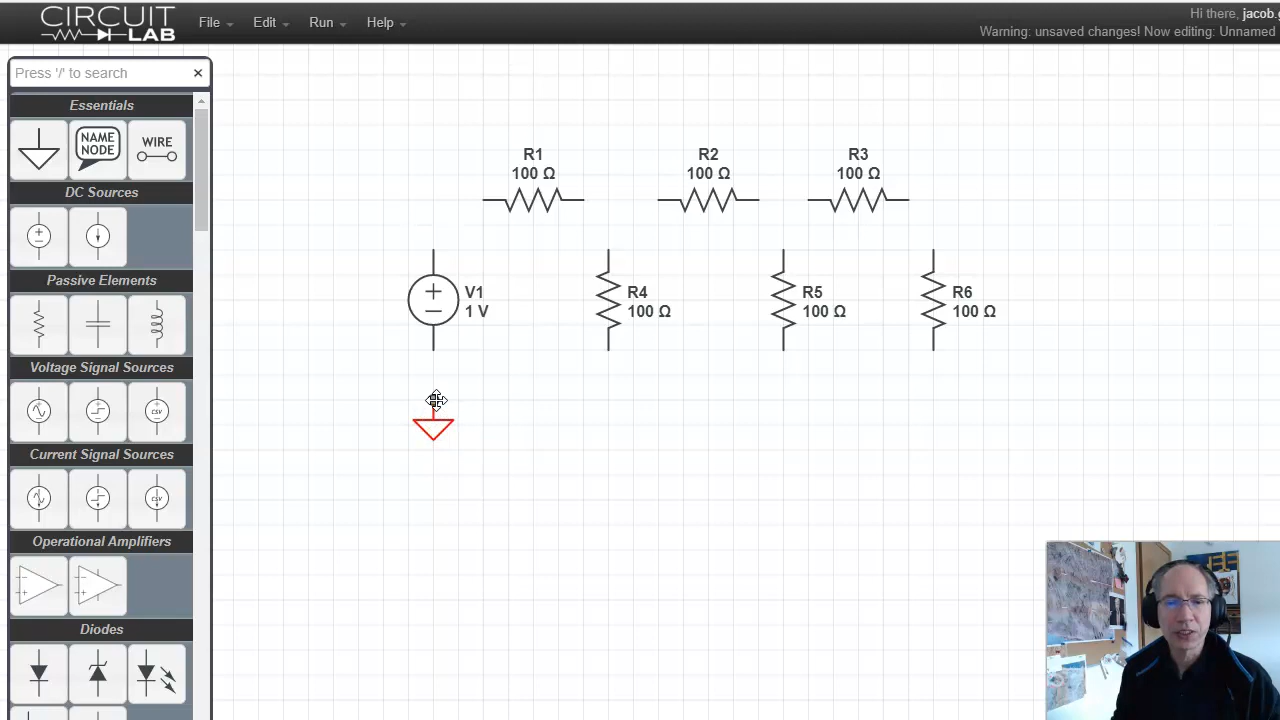 CIRCUIT
LAB
File
Edit
Run
Help
Hi there, jacob.g
Warning: unsaved changes! Now editing: Unnamed
Press '/' to search
×
Essentials
NAME
NODE
WIRE
DC Sources
Passive Elements
Voltage Signal Sources
csv
Current Signal Sources
csv
Operational Amplifiers
Diodes
R1
100 Ω
R2
100 Ω
R3
100 Ω
V1
1 V
R4
100 Ω
R5
100 Ω
R6
100 Ω